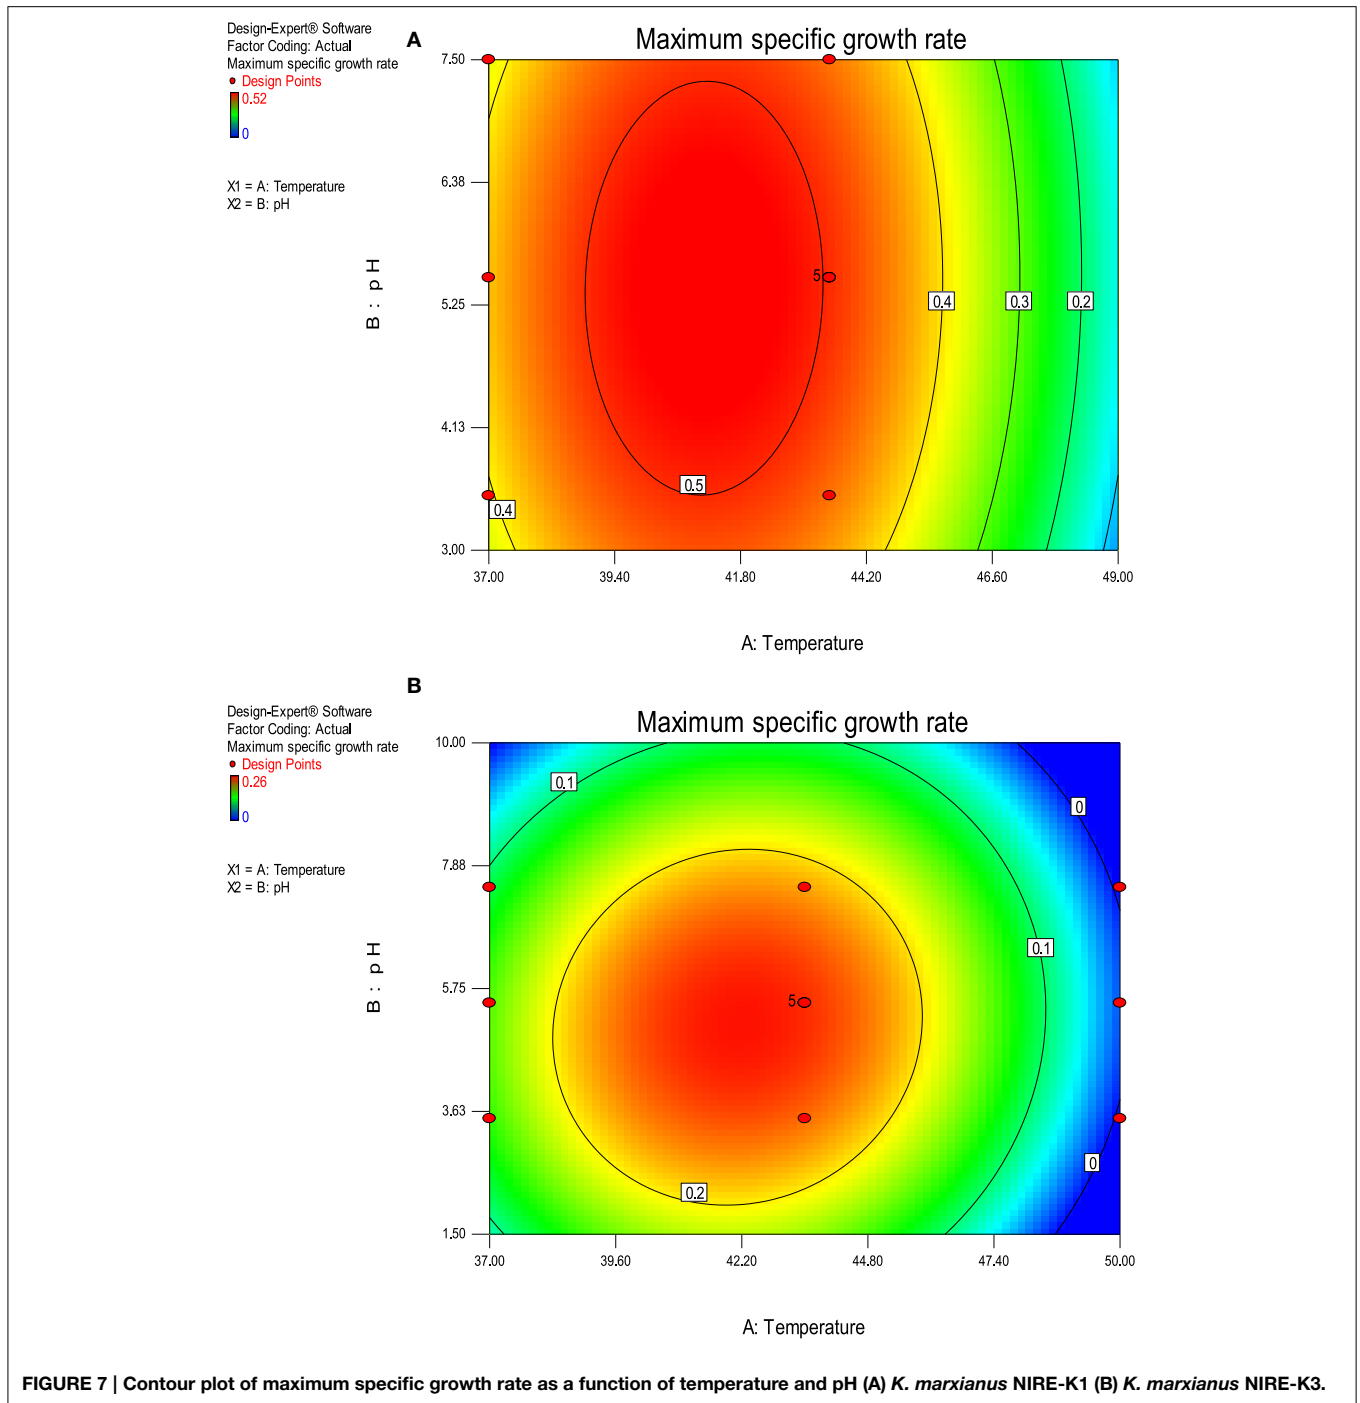 Design-Expert® Software
Factor Coding: Actual
Maximum specific growth rate
Design Points
0.52
0
X1 = A: Temperature
X2 = B: pH
A
Maximum specific growth rate
7.50
6.38
5.25
4.13
3.00
B : pH
5
0.4
0.3
0.2
0.5
0.4
37.00 39.40 41.80 44.20 46.60 49.00
A: Temperature
B
Design-Expert® Software
Factor Coding: Actual
Maximum specific growth rate
Design Points
0.26
0
X1 = A: Temperature
X2 = B: pH
Maximum specific growth rate
10.00
7.88
5.75
3.63
1.50
B : pH
0.1
0
0.1
5
0
0.2
37.00 39.60 42.20 44.80 47.40 50.00
A: Temperature
FIGURE 7 | Contour plot of maximum specific growth rate as a function of temperature and pH (A) K. marxianus NIRE-K1 (B) K. marxianus NIRE-K3.